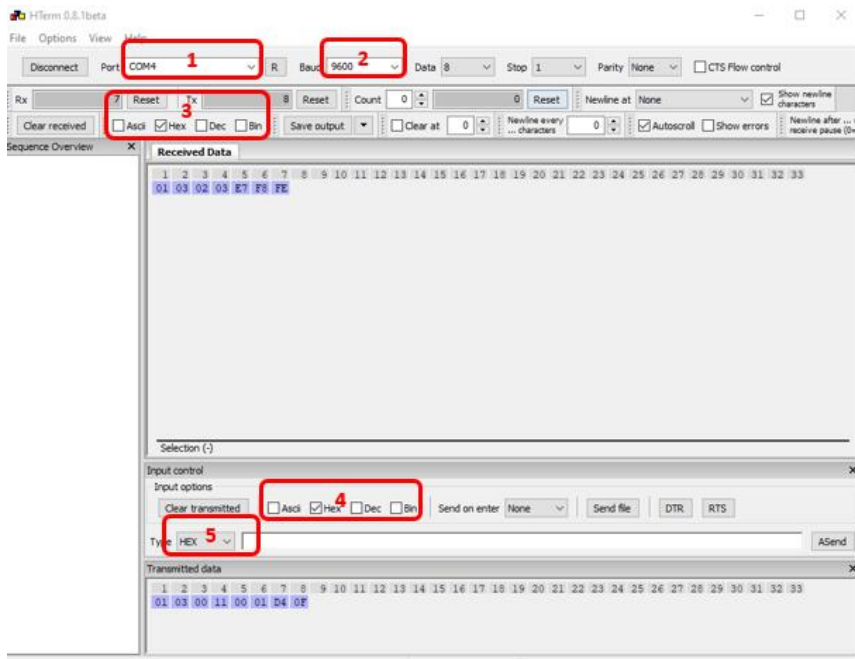 HTerm 0.8.1beta
File Options View Help
Disconnect Port COM4 1 R Baud 9600 2 Data 8 Stop 1 Parity None CTS Flow control
Rx 7 Reset Tx 8 Reset Count 0 0 Reset Newline at None Show newline characters
3
Clear received Ascii Hex Dec Bin Save output Clear at 0 Newline every ... characters 0 Autoscroll Show errors Newline after ... receive pause
Sequence Overview x Received Data
1 2 3 4 5 6 7 8 9 10 11 12 13 14 15 16 17 18 19 20 21 22 23 24 25 26 27 28 29 30 31 32 33
01 03 02 03 E7 F8 FE
Selection (-)
Input control x
Input options
Clear transmitted Ascii Hex 4 Dec Bin Send on enter None Send file DTR RTS
Type HEX 5 ASend
Transmitted data x
1 2 3 4 5 6 7 8 9 10 11 12 13 14 15 16 17 18 19 20 21 22 23 24 25 26 27 28 29 30 31 32 33
01 03 00 11 00 01 D4 0F